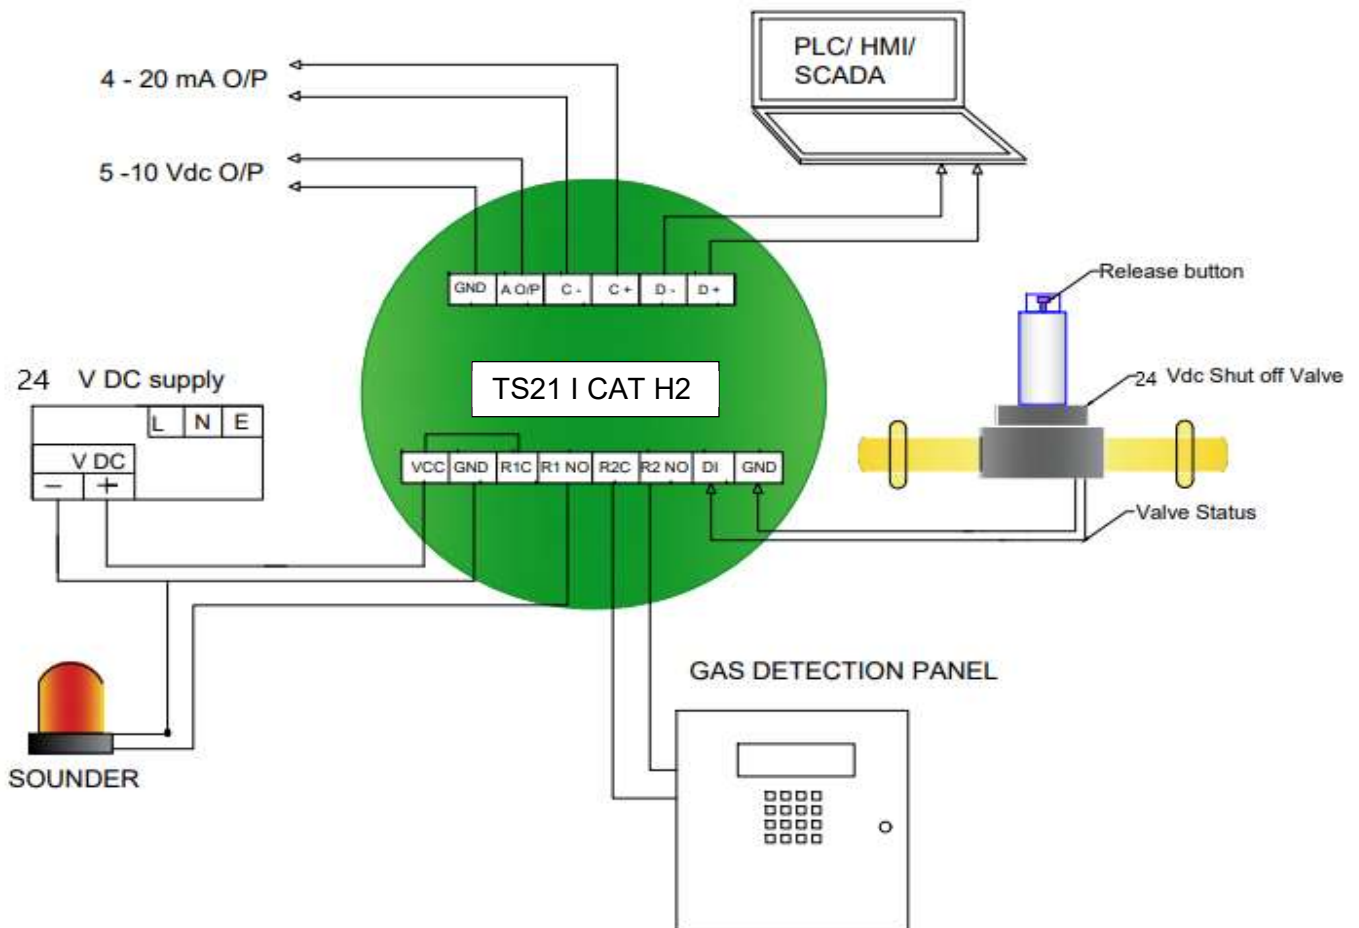 4 - 20 mA O/P
5 -10 Vdc O/P
PLC/ HMI/
SCADA
GND A O/P C - C + D - D +
Release button
TS21 I CAT H2
24 V DC supply
L N E
V DC
- +
24 Vdc Shut off Valve
VCC GND R1C R1 NO R2C R2 NO DI GND
Valve Status
GAS DETECTION PANEL
SOUNDER